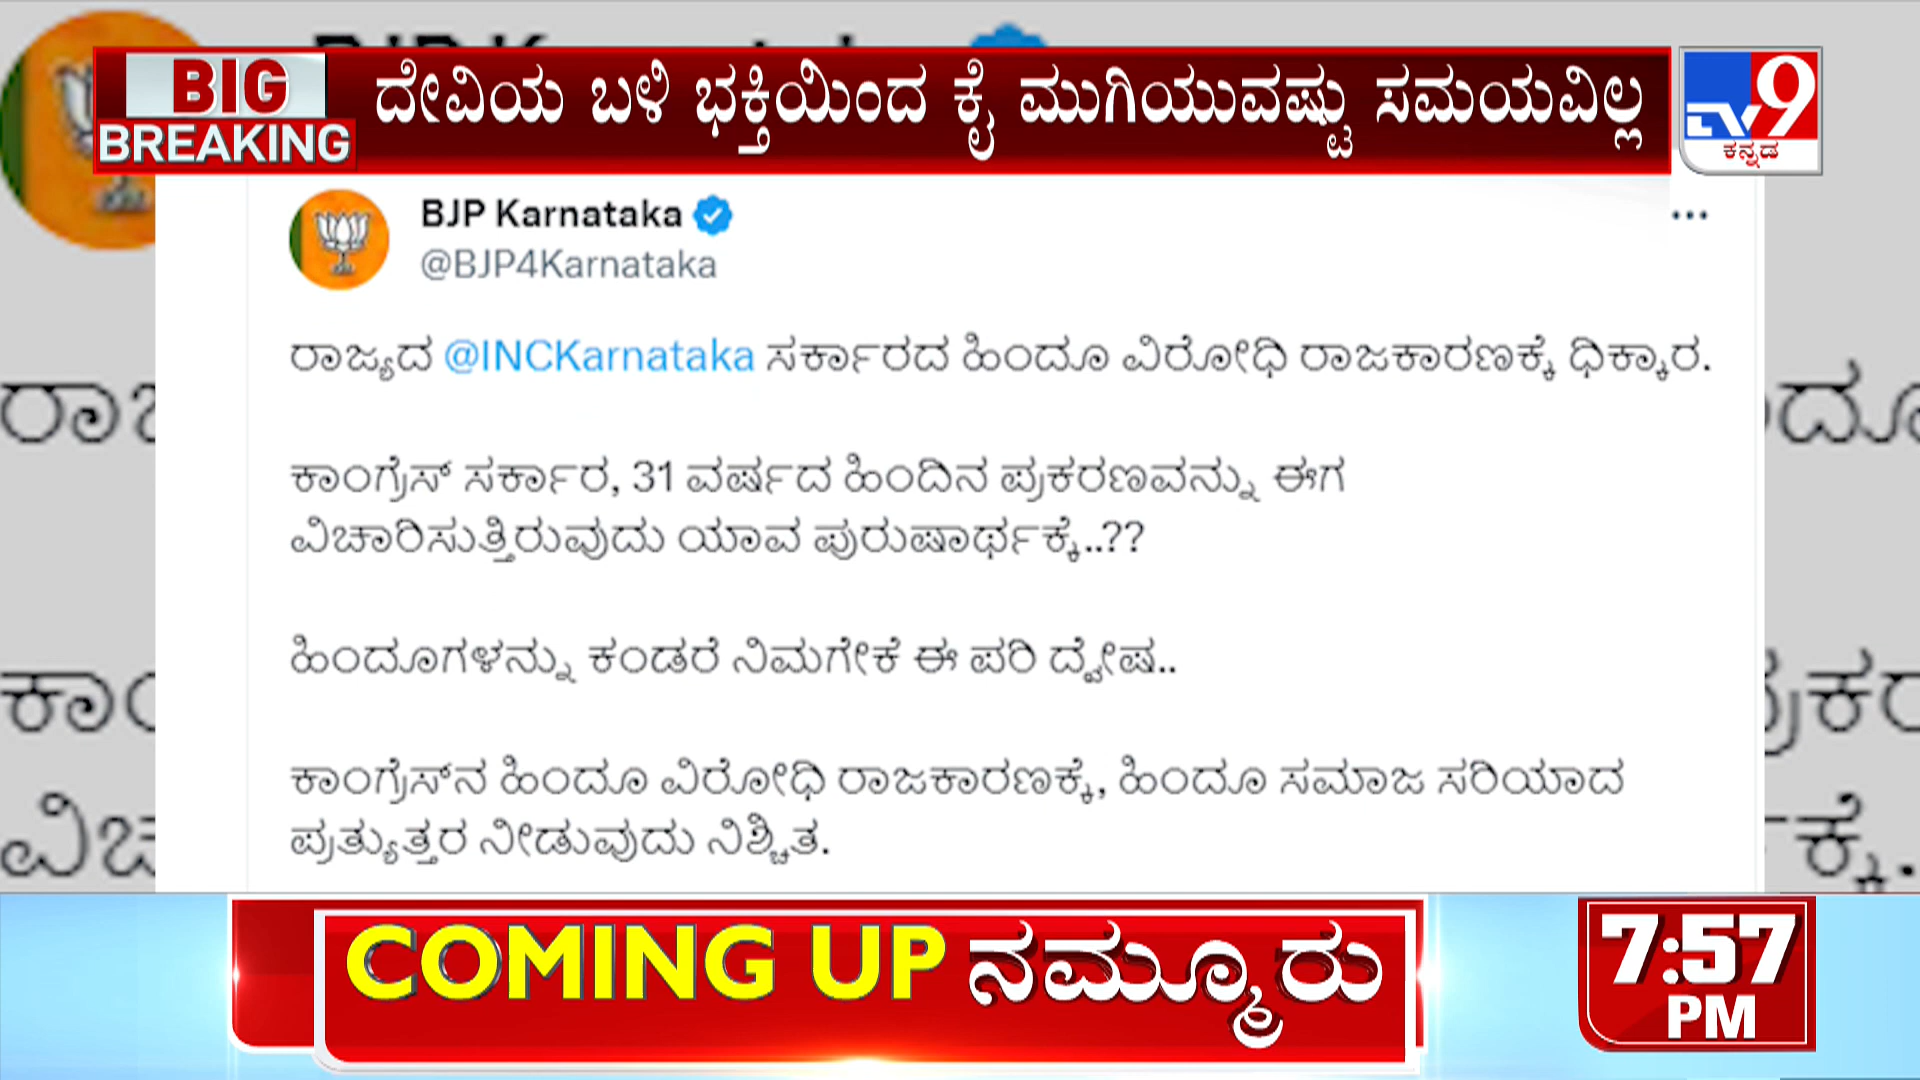 BIG
BREAKING
ದೇವಿಯ ಬಳಿ ಭಕ್ತಿಯಿಂದ ಕೈ ಮುಗಿಯುವಷ್ಟು ಸಮಯವಿಲ್ಲ
TV9
ಕನ್ನಡ
BJP Karnataka
@BJP4Karnataka
ರಾಜ್ಯದ @INCKarnataka ಸರ್ಕಾರದ ಹಿಂದೂ ವಿರೋಧಿ ರಾಜಕಾರಣಕ್ಕೆ ಧಿಕ್ಕಾರ.
ಕಾಂಗ್ರೆಸ್ ಸರ್ಕಾರ, 31 ವರ್ಷದ ಹಿಂದಿನ ಪ್ರಕರಣವನ್ನು ಈಗ
ವಿಚಾರಿಸುತ್ತಿರುವುದು ಯಾವ ಪುರುಷಾರ್ಥಕ್ಕೆ..??
ಹಿಂದೂಗಳನ್ನು ಕಂಡರೆ ನಿಮಗೇಕೆ ಈ ಪರಿ ದ್ವೇಷ..
ಕಾಂಗ್ರೆಸ್‌ನ ಹಿಂದೂ ವಿರೋಧಿ ರಾಜಕಾರಣಕ್ಕೆ, ಹಿಂದೂ ಸಮಾಜ ಸರಿಯಾದ
ಪ್ರತ್ಯುತ್ತರ ನೀಡುವುದು ನಿಶ್ಚಿತ.
COMING UP ನಮ್ಮೂರು
7:57
PM